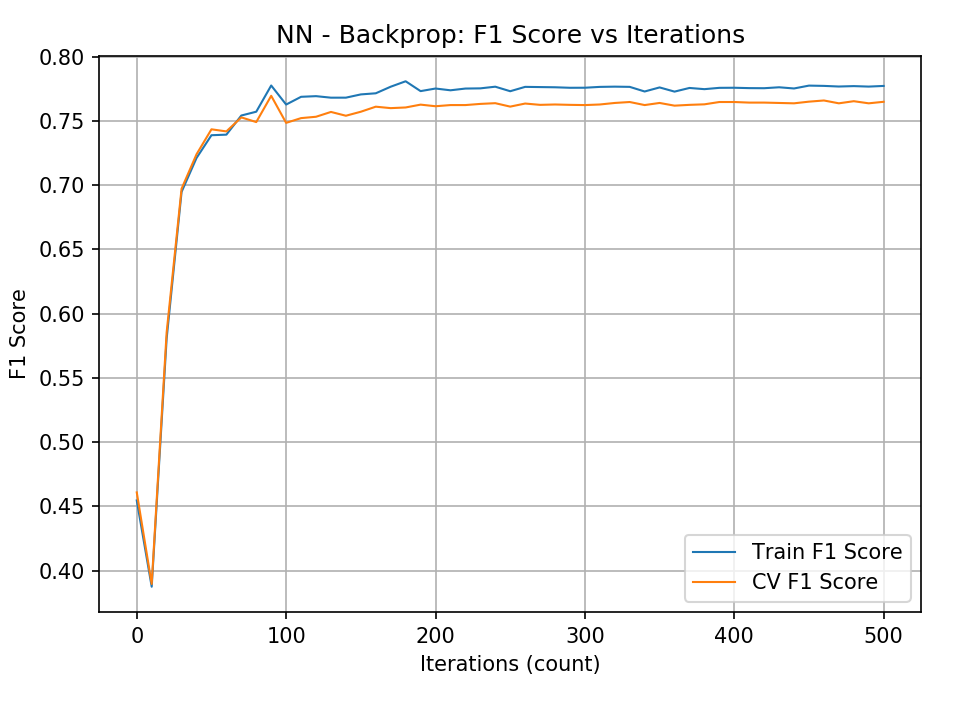 NN - Backprop: F1 Score vs Iterations
F1 Score
0.80
0.75
0.70
0.65
0.60
0.55
0.50
0.45
0.40
Train F1 Score
CV F1 Score
0 100 200 300 400 500
Iterations (count)